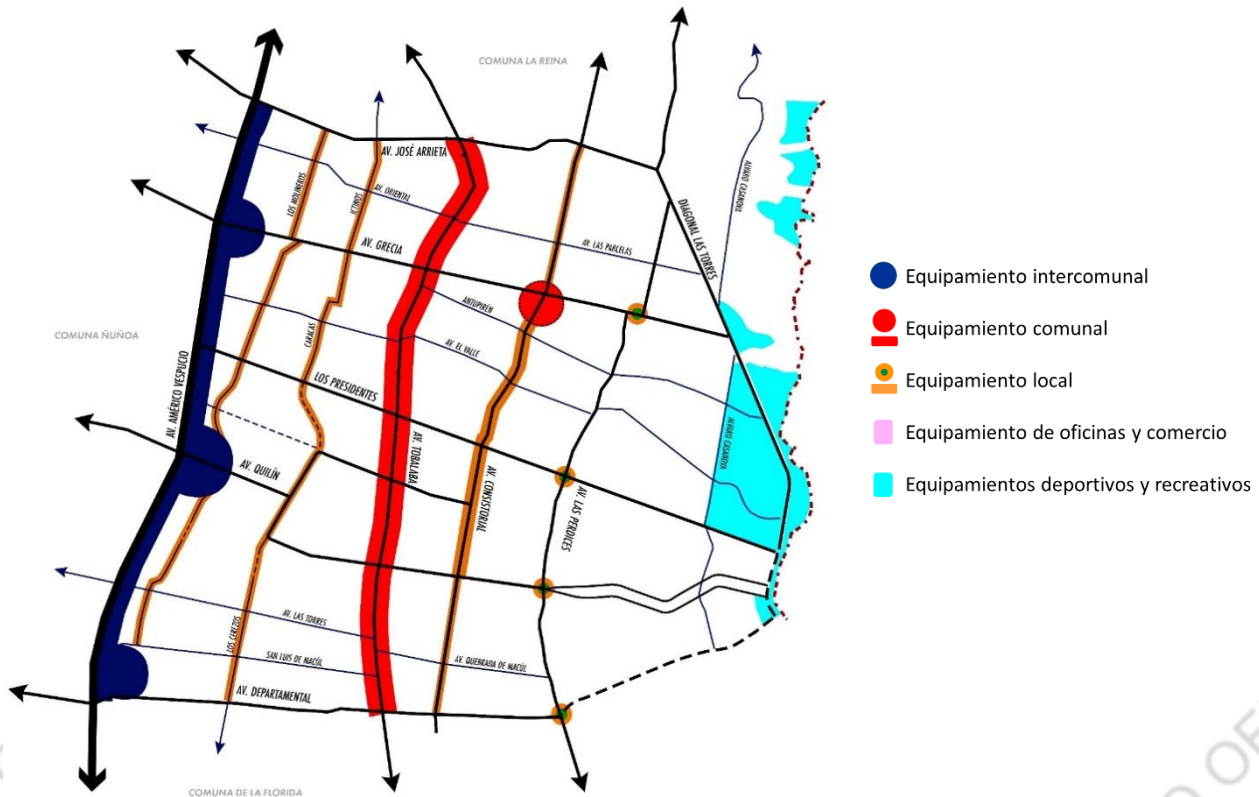 COMUNA LA REINA
AV. JOSÉ ARRIETA
LOS MOLINEROS
ICTINOS
AV. ORIENTAL
ALVARO CASANOVA
DIAGONAL LAS TORRES
AV. GRECIA
AV. LAS PARCELAS
ANTUPIRÉN
COMUNA ÑUÑOA
AV. AMÉRICO VESPUCIO
CARACAS
AV. EL VALLE
LOS PRESIDENTES
AV. QUILÍN
AV. TOBALABA
AV. CONSISTORIAL
AV. LAS PERDICES
ALVARO CASANOVA
AV. LAS TORRES
LOS CEREZOS
SAN LUIS DE MACÚL
AV. QUEBRADA DE MACÚL
AV. DEPARTAMENTAL
COMUNA DE LA FLORIDA
Equipamiento intercomunal
Equipamiento comunal
Equipamiento local
Equipamiento de oficinas y comercio
Equipamientos deportivos y recreativos